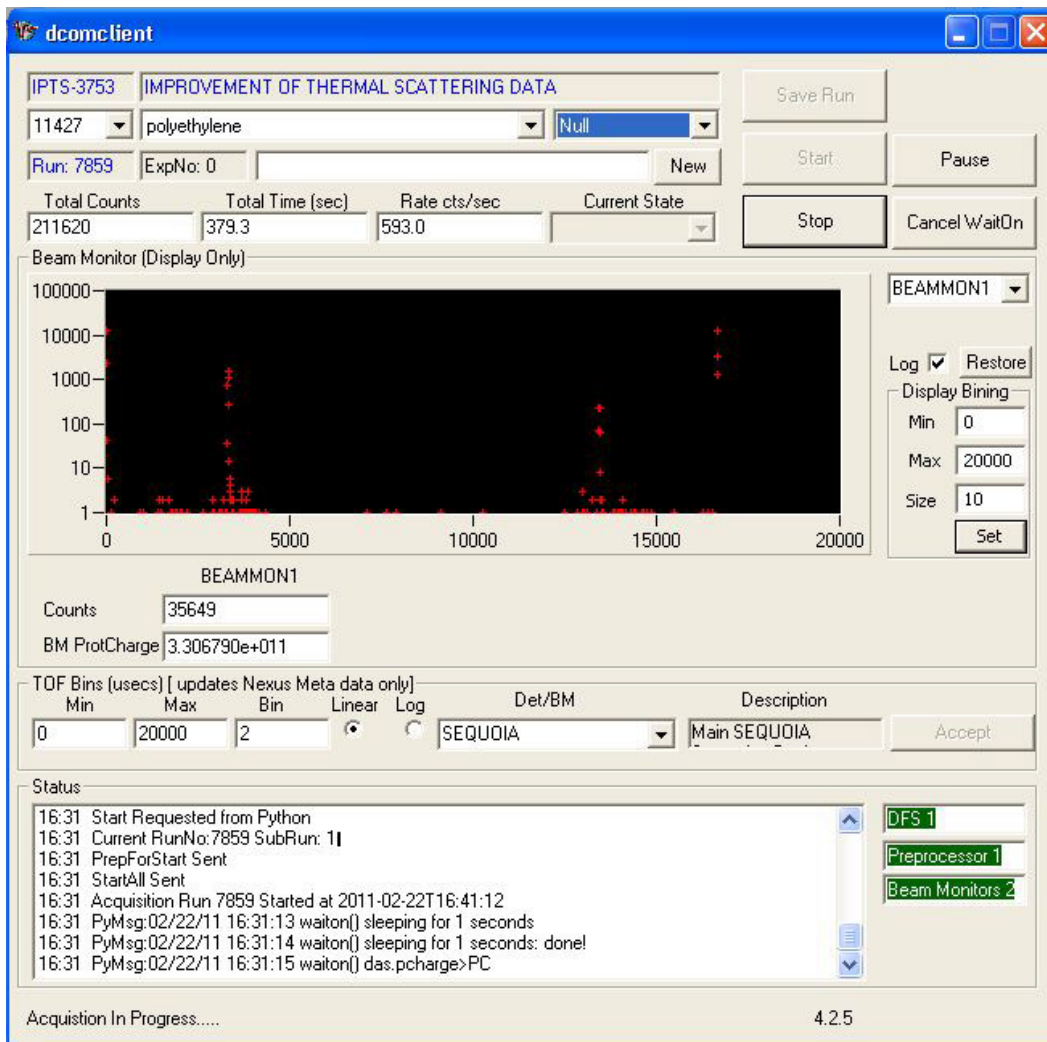 dcomclient
IPTS-3753 IMPROVEMENT OF THERMAL SCATTERING DATA Save Run
11427 polyethylene Null
Run: 7859 ExpNo: 0 New Start Pause
Total Counts Total Time (sec) Rate cts/sec Current State
211620 379.3 593.0 Stop Cancel WaitOn
Beam Monitor (Display Only)
BEAMMON1
100000
10000
1000
100
10
1
0 5000 10000 15000 20000
Log Restore
Display Bining
Min 0
Max 20000
Size 10
Set
BEAMMON1
Counts 35649
BM ProtCharge 3.306790e+011
TOF Bins (usecs) [ updates Nexus Meta data only]
Min Max Bin Linear Log Det/BM Description
0 20000 2 SEQUOIA Main SEQUOIA Accept
Status
16:31 Start Requested from Python
16:31 Current RunNo:7859 SubRun: 1
16:31 PrepForStart Sent
16:31 StartAll Sent
16:31 Acquisition Run 7859 Started at 2011-02-22T16:41:12
16:31 PyMsg:02/22/11 16:31:13 waiton() sleeping for 1 seconds
16:31 PyMsg:02/22/11 16:31:14 waiton() sleeping for 1 seconds: done!
16:31 PyMsg:02/22/11 16:31:15 waiton() das.pcharge>PC
DFS 1
Preprocessor 1
Beam Monitors 2
Acquistion In Progress..... 4.2.5